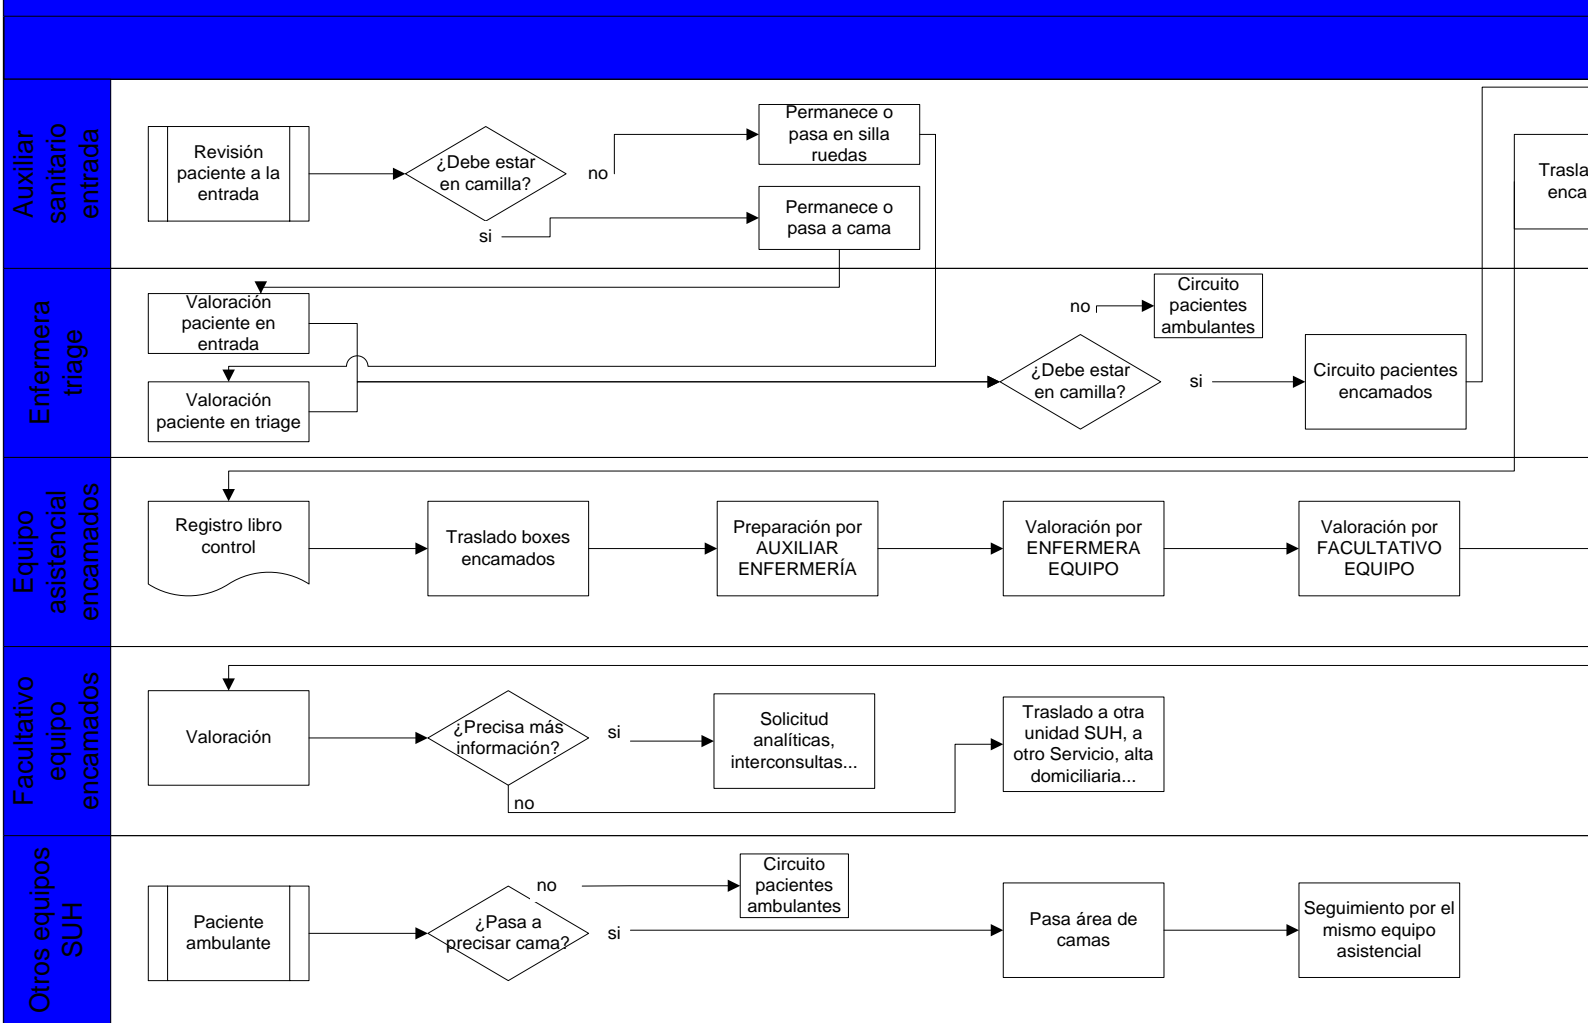 Auxiliar
sanitario
entrada
Revisión
paciente a la
entrada
¿Debe estar
en camilla?
no
si
Permanece o
pasa en silla
ruedas
Permanece o
pasa a cama
Trasla
enca
Enfermera
triage
Valoración
paciente en
entrada
Valoración
paciente en triage
¿Debe estar
en camilla?
no
Circuito
pacientes
ambulantes
si
Circuito pacientes
encamados
Equipo
asistencial
encamados
Registro libro
control
Traslado boxes
encamados
Preparación por
AUXILIAR
ENFERMERÍA
Valoración por
ENFERMERA
EQUIPO
Valoración por
FACULTATIVO
EQUIPO
Facultativo
equipo
encamados
Valoración
¿Precisa más
información?
si
no
Solicitud
analíticas,
interconsultas...
Traslado a otra
unidad SUH, a
otro Servicio, alta
domiciliaria...
Otros equipos
SUH
Paciente
ambulante
¿Pasa a
precisar cama?
no
si
Circuito
pacientes
ambulantes
Pasa área de
camas
Seguimiento por el
mismo equipo
asistencial